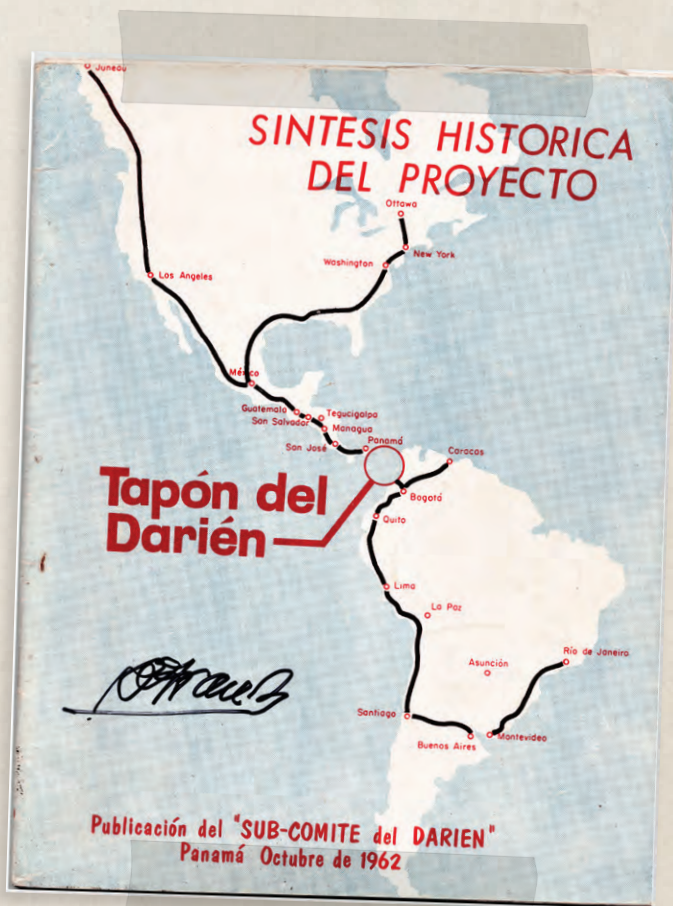 Juneau
SINTESIS HISTORICA
DEL PROYECTO
Ottawa
New York
Washington
Los Angeles
México
Guatemala
Tegucigalpa
San Salvador
Managua
San José
Panamá
Caracas
Tapón del
Darién
Bogotá
Quito
Lima
La Paz
Río de Janeiro
Asunción
Santiago
Buenos Aires
Montevideo
Publicación del "SUB-COMITE del DARIEN"
Panamá Octubre de 1962